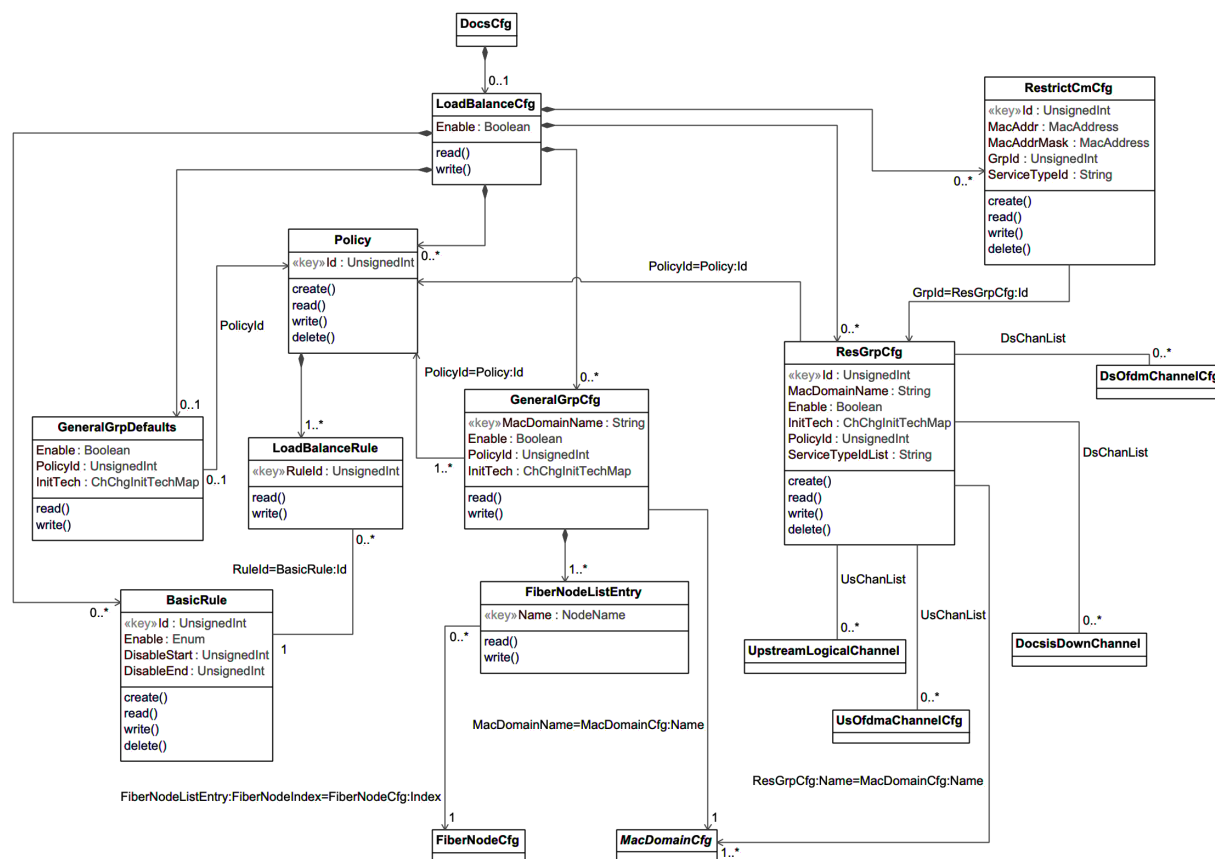 DocsCfg
0..1
LoadBalanceCfg
Enable : Boolean
read()
write()
RestrictCmCfg
«key»Id : UnsignedInt
MacAddr : MacAddress
MacAddrMask : MacAddress
GrpId : UnsignedInt
ServiceTypeId : String
create()
read()
write()
delete()
0..*
Policy
«key»Id : UnsignedInt
create()
read()
write()
delete()
0..*
PolicyId=Policy:Id
GrpId=ResGrpCfg:Id
PolicyId
PolicyId=Policy:Id
0..*
DsChanList
0..*
DsOfdmChannelCfg
ResGrpCfg
«key»Id : UnsignedInt
MacDomainName : String
Enable : Boolean
InitTech : ChChgInitTechMap
PolicyId : UnsignedInt
ServiceTypeIdList : String
create()
read()
write()
delete()
0..*
GeneralGrpCfg
«key»MacDomainName : String
Enable : Boolean
PolicyId : UnsignedInt
InitTech : ChChgInitTechMap
read()
write()
0..1
GeneralGrpDefaults
Enable : Boolean
PolicyId : UnsignedInt
InitTech : ChChgInitTechMap
read()
write()
0..1
1..*
LoadBalanceRule
«key»RuleId : UnsignedInt
read()
write()
1..*
DsChanList
0..*
RuleId=BasicRule:Id
1..*
FiberNodeListEntry
«key»Name : NodeName
read()
write()
UsChanList
UsChanList
0..*
BasicRule
«key»Id : UnsignedInt
Enable : Enum
DisableStart : UnsignedInt
DisableEnd : UnsignedInt
create()
read()
write()
delete()
1
0..*
0..*
UpstreamLogicalChannel
0..*
DocsisDownChannel
0..*
UsOfdmaChannelCfg
MacDomainName=MacDomainCfg:Name
ResGrpCfg:Name=MacDomainCfg:Name
FiberNodeListEntry:FiberNodeIndex=FiberNodeCfg:Index
1
FiberNodeCfg
1
MacDomainCfg
1..*